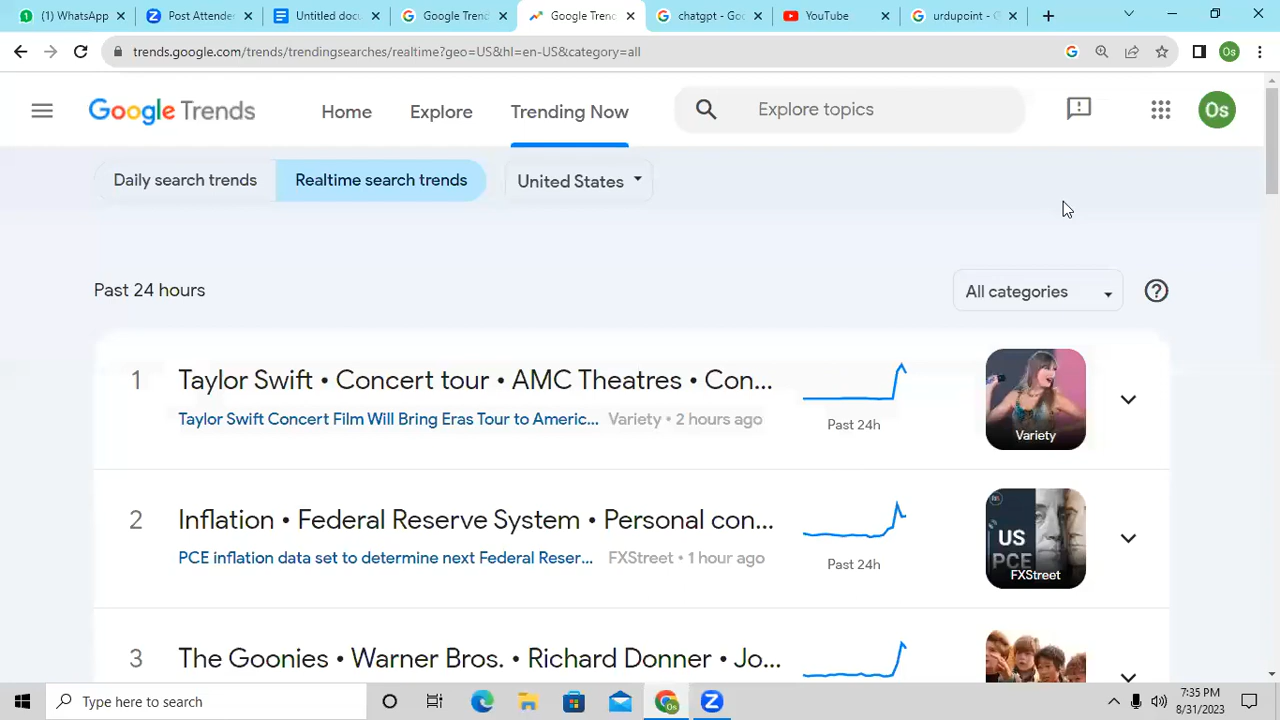 (1) WhatsApp
Post Attende
Untitled docu
Google Trend
Google Trend
chatgpt - Goo
YouTube
urdupoint - G
trends.google.com/trends/trendingsearches/realtime?geo=US&hl=en-US&category=all
Os
Google Trends
Home
Explore
Trending Now
Explore topics
Os
Daily search trends
Realtime search trends
United States
Past 24 hours
All categories
1
Taylor Swift • Concert tour • AMC Theatres • Con...
Taylor Swift Concert Film Will Bring Eras Tour to Americ... Variety • 2 hours ago
Past 24h
Variety
2
Inflation • Federal Reserve System • Personal con...
PCE inflation data set to determine next Federal Reser... FXStreet • 1 hour ago
Past 24h
US
PCE
FXStreet
3
The Goonies • Warner Bros. • Richard Donner • Jo...
Type here to search
7:35 PM
8/31/2023